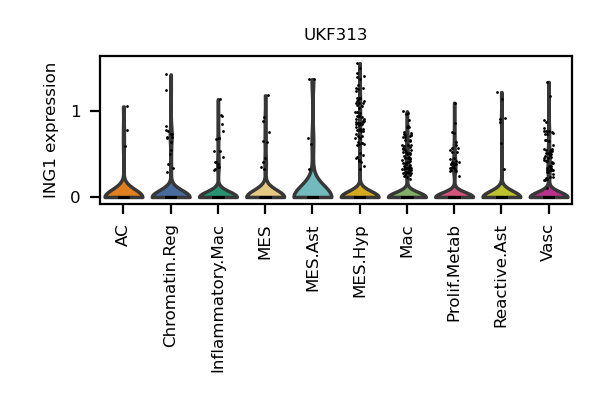 UKF313
ING1 expression
1
0
AC
Chromatin.Reg
Inflammatory.Mac
MES
MES.Ast
MES.Hyp
Mac
Prolif.Metab
Reactive.Ast
Vasc